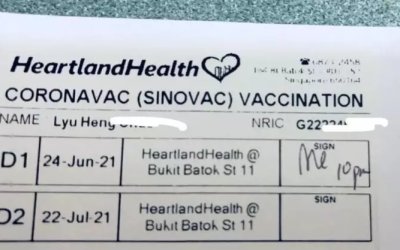 HeartlandHealth
CORONAVAC (SINOVAC) VACCINATION
NAME Lyu Heng NRIC
D1 24-Jun-21 HeartlandHealth @ SIGN
Bukit Batok St 11 10pm
D2 22-Jul-21 HeartlandHealth @ SIGN
Bukit Batok St 11